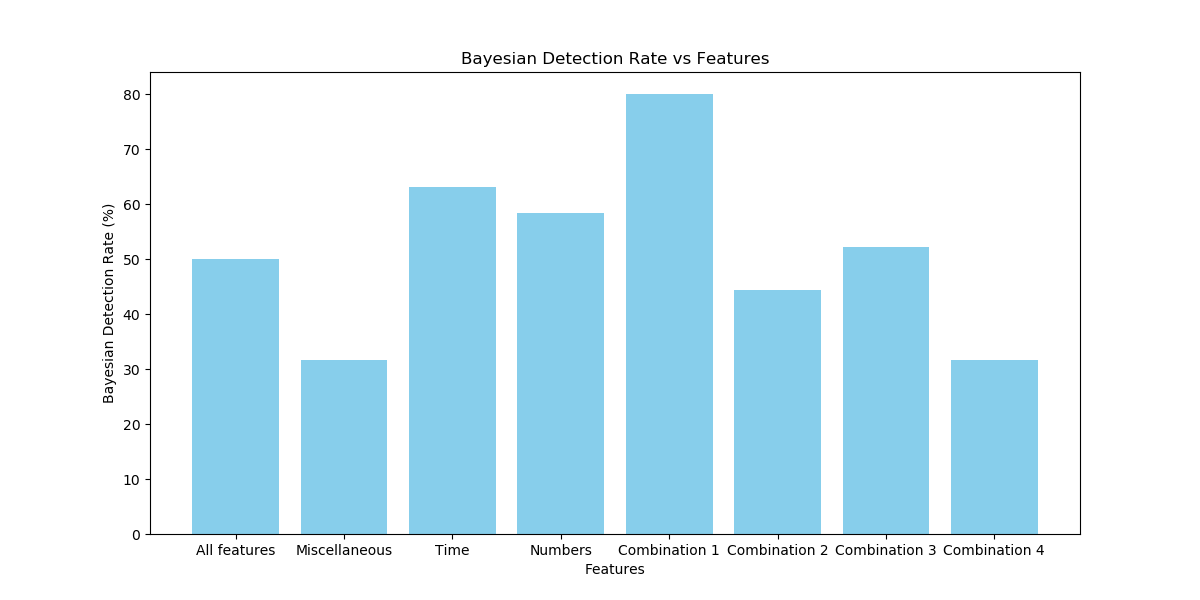 Bayesian Detection Rate vs Features
80
70
60
50
40
30
20
10
0
Bayesian Detection Rate (%)
All features Miscellaneous Time Numbers Combination 1 Combination 2 Combination 3 Combination 4
Features